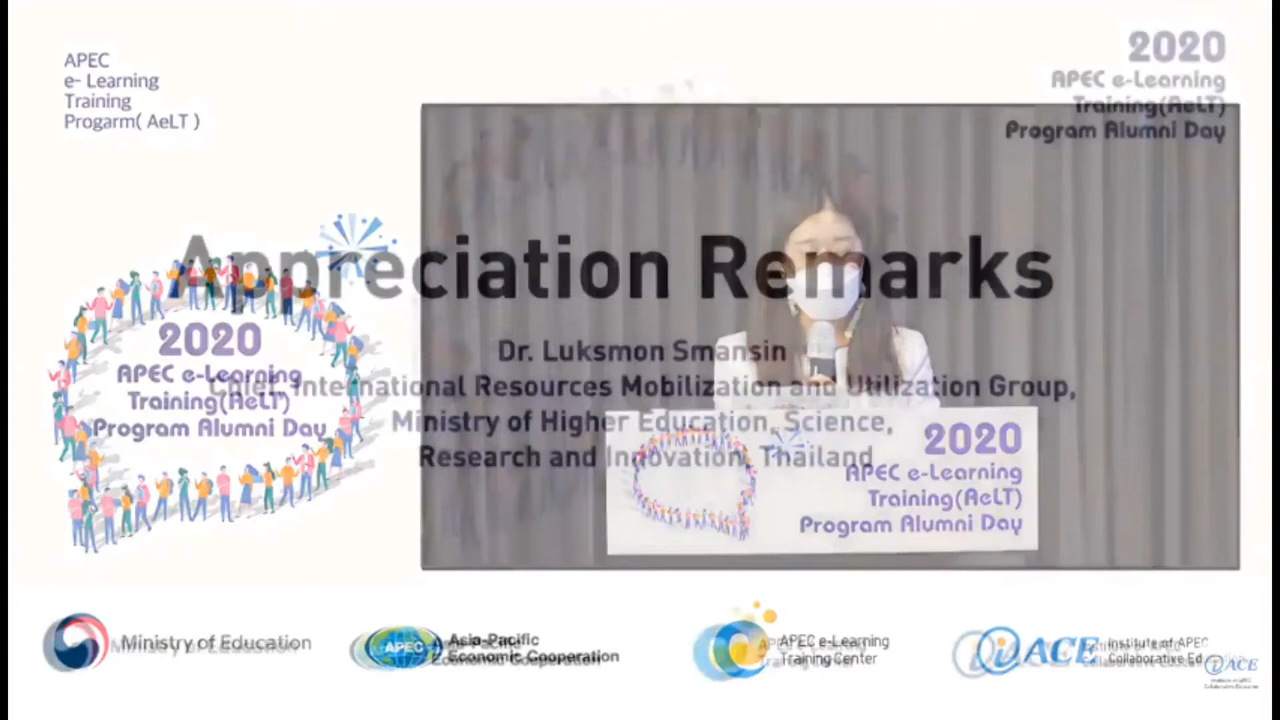 APEC
e- Learning
Training
Progarm( AeLT )
2020
APEC e-Learning
Training(AeLT)
Program Alumni Day
Appreciation Remarks
Dr. Luksmon Smansin
Chief, International Resources Mobilization and Utilization Group,
Ministry of Higher Education, Science,
Research and Innovation, Thailand
2020
APEC e-Learning
Training(AeLT)
Program Alumni Day
2020
APEC e-Learning
Training(AeLT)
Program Alumni Day
Ministry of Education
APEC
Asia-Pacific
Economic Cooperation
APEC e-Learning
Training Center
ACE
Institute of APEC
Collaborative Education
ACE